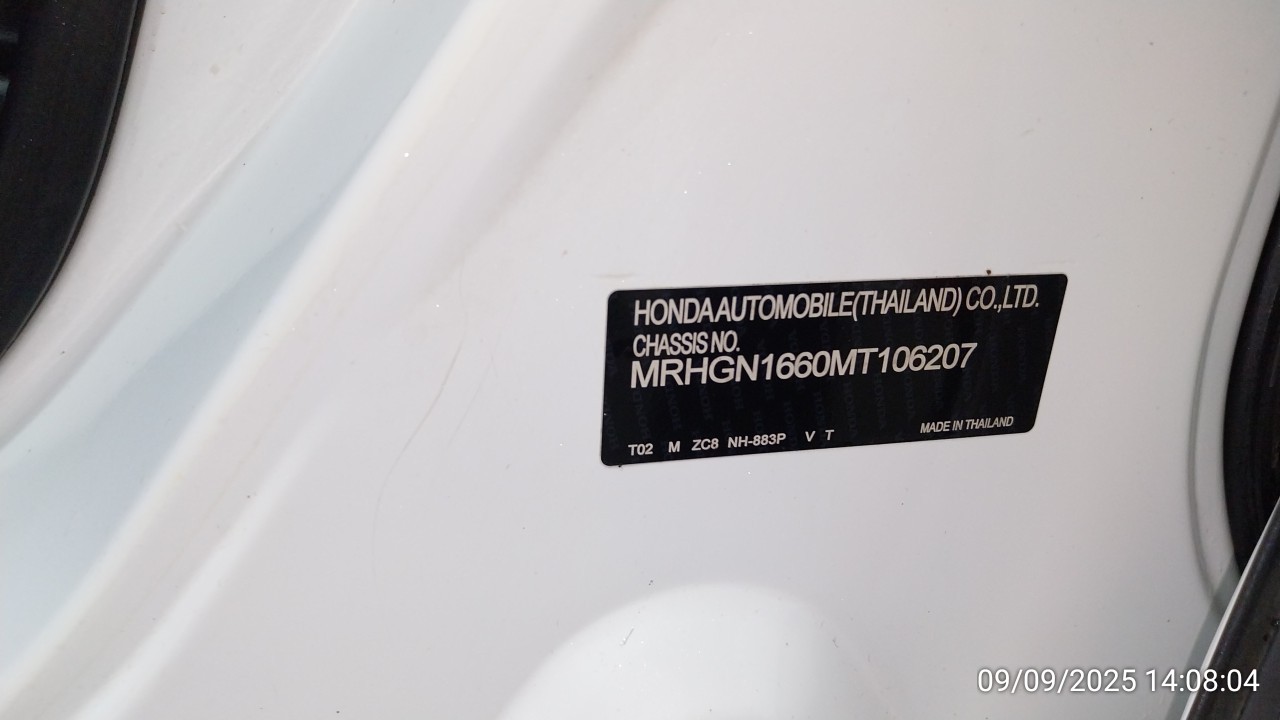 HONDA AUTOMOBILE (THAILAND) CO.,LTD.
CHASSIS NO.
MRHGN1660MT106207
T02 M ZC8 NH-883P V T MADE IN THAILAND
09/09/2025 14:08:04